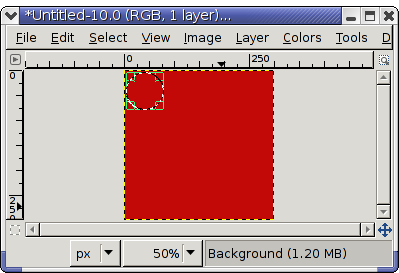 *Untitled-10.0 (RGB, 1 layer)...
File Edit Select View Image Layer Colors Tools D
0 250
0
25
px 50% Background (1.20 MB)